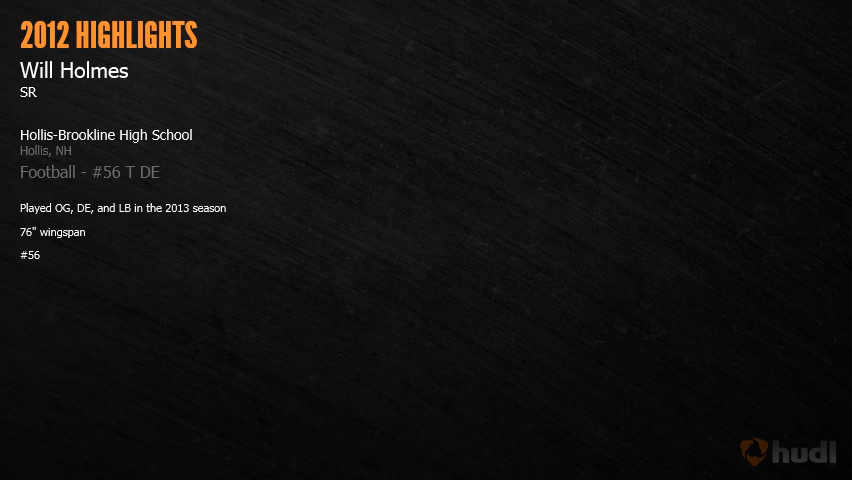 2012 HIGHLIGHTS
Will Holmes
SR
Hollis-Brookline High School
Hollis, NH
Football - #56 T DE
Played OG, DE, and LB in the 2013 season
76" wingspan
#56
hudl